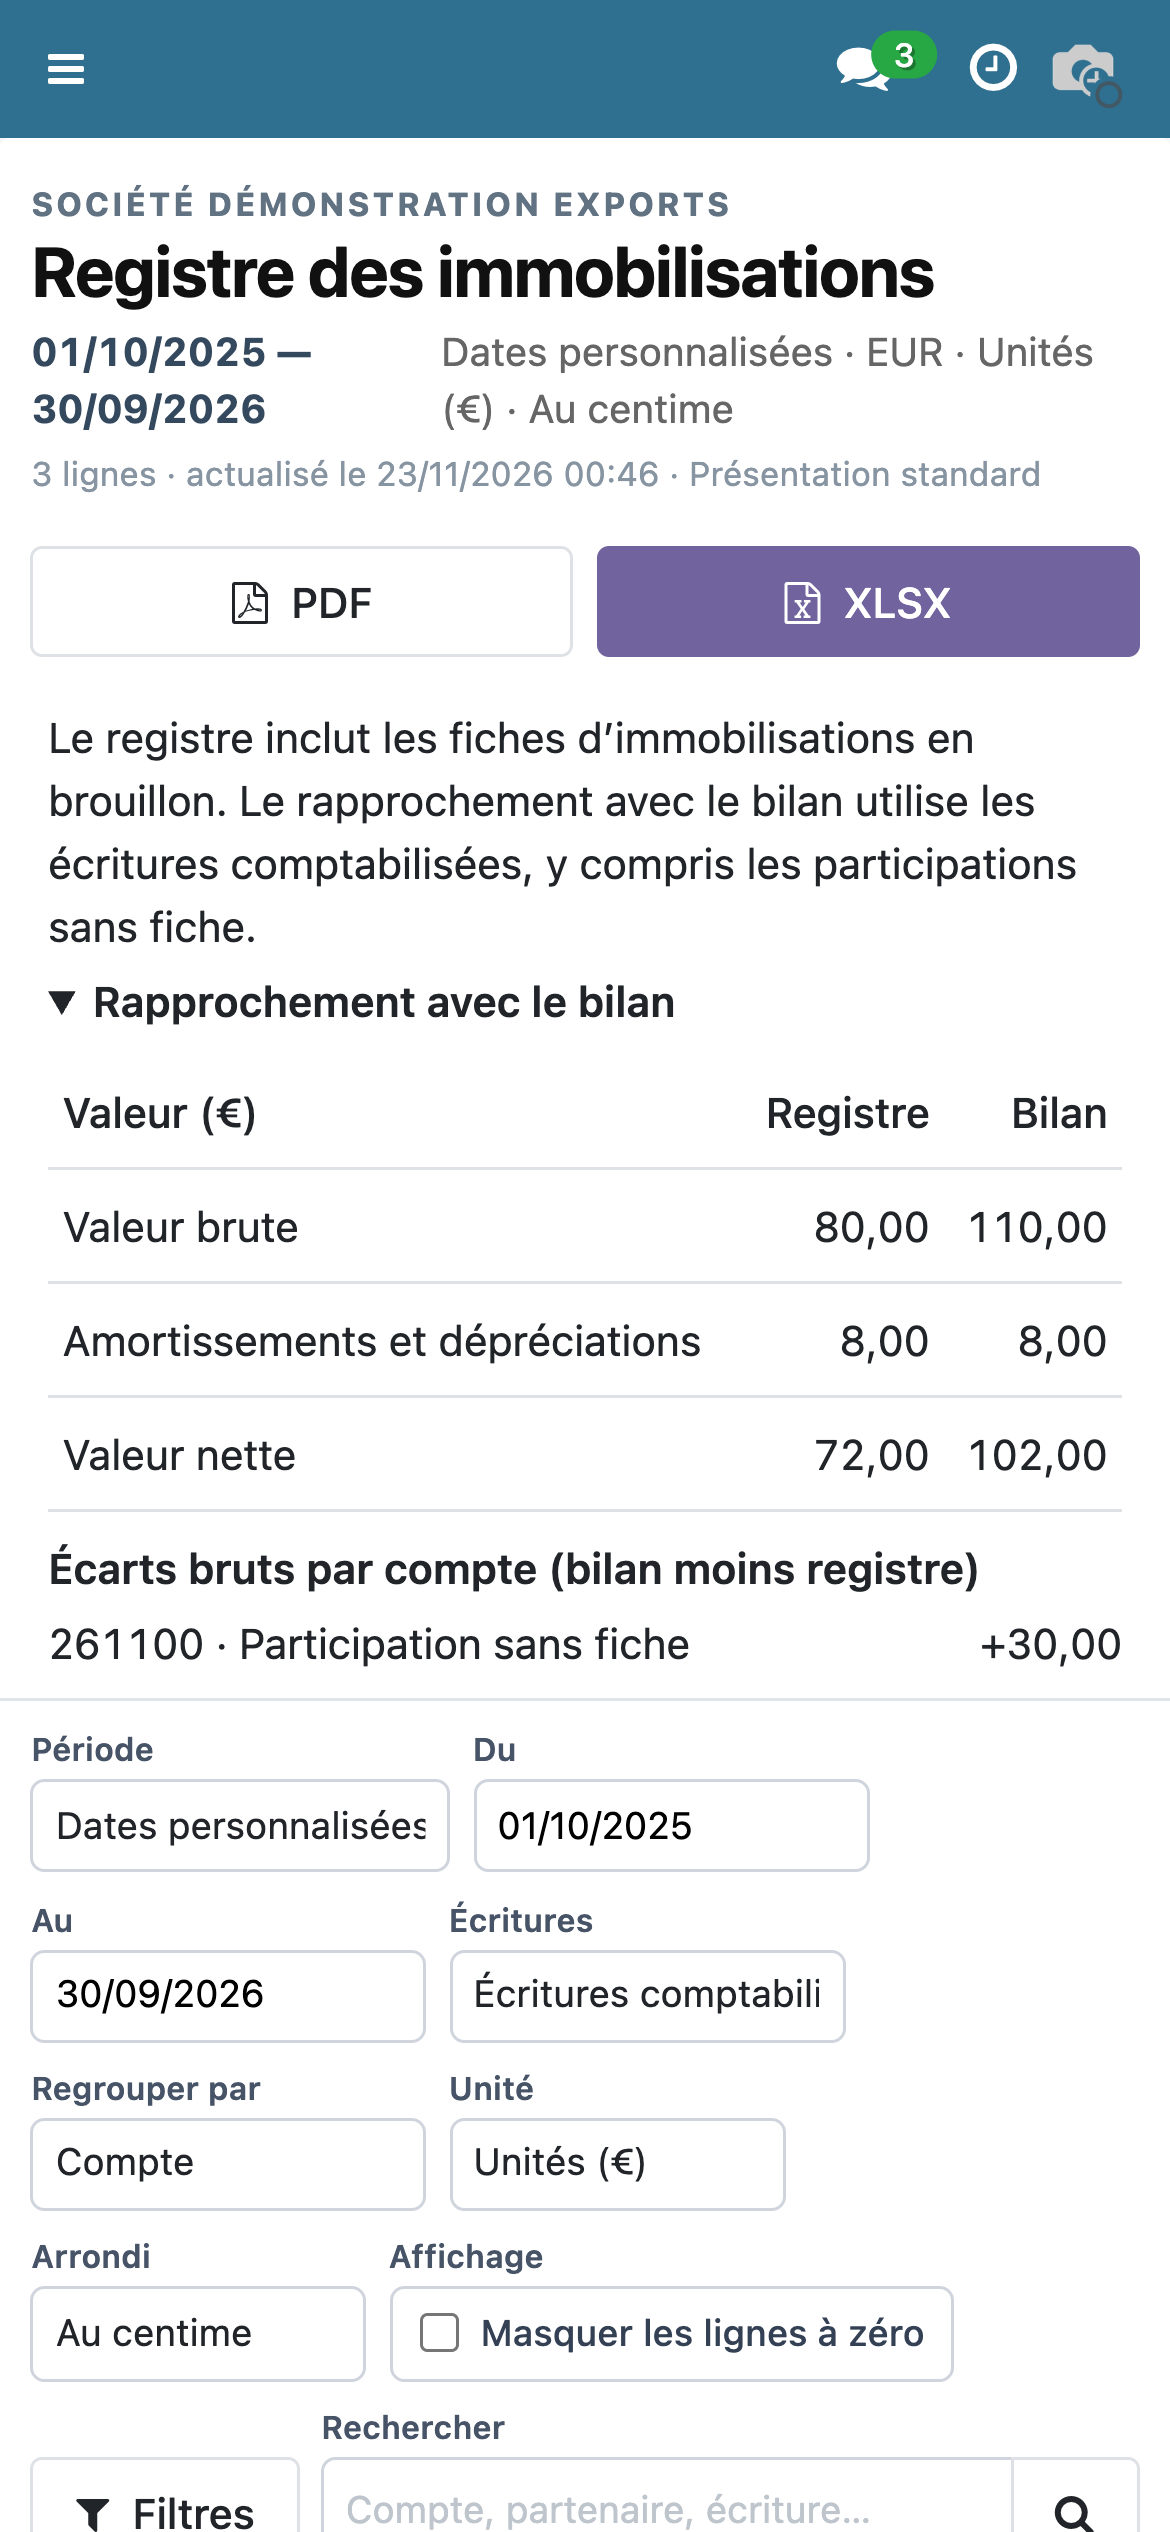 3
SOCIÉTÉ DÉMONSTRATION EXPORTS
Registre des immobilisations
01/10/2025 —
30/09/2026
Dates personnalisées · EUR · Unités
(€) · Au centime
3 lignes · actualisé le 23/11/2026 00:46 · Présentation standard
PDF
XLSX
Le registre inclut les fiches d’immobilisations en
brouillon. Le rapprochement avec le bilan utilise les
écritures comptabilisées, y compris les participations
sans fiche.
▼ Rapprochement avec le bilan
Valeur (€) Registre Bilan
Valeur brute 80,00 110,00
Amortissements et dépréciations 8,00 8,00
Valeur nette 72,00 102,00
Écarts bruts par compte (bilan moins registre)
261100 · Participation sans fiche +30,00
Période Du
Dates personnalisées 01/10/2025
Au Écritures
30/09/2026 Écritures comptabili
Regrouper par Unité
Compte Unités (€)
Arrondi Affichage
Au centime Masquer les lignes à zéro
Rechercher
Filtres Compte, partenaire, écriture...